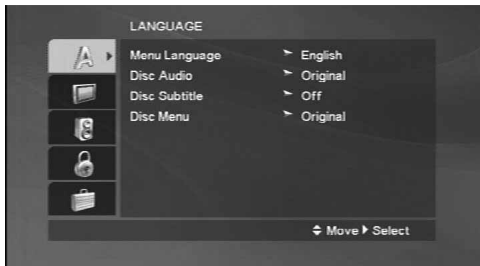 LANGUAGE
A
Menu Language English
Disc Audio Original
Disc Subtitle Off
Disc Menu Original
Move Select